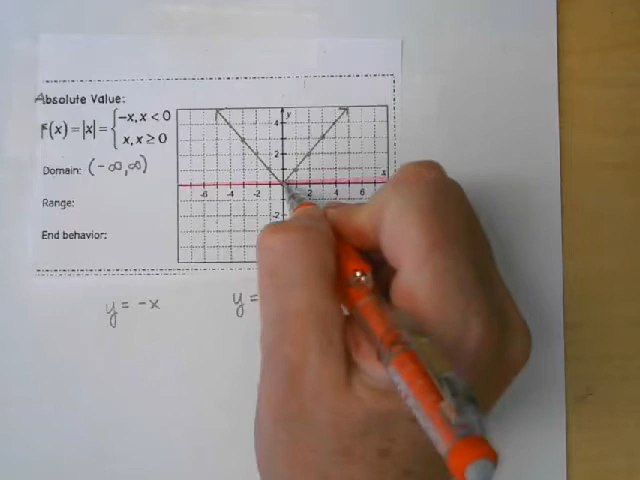 Absolute Value:
f(x) = |x| = { -x, x < 0
x, x ≥ 0
Domain: (-∞, ∞)
Range:
End behavior:
y
4
2
x
-6 -4 -2 2 4 6
-2
y = -x y =